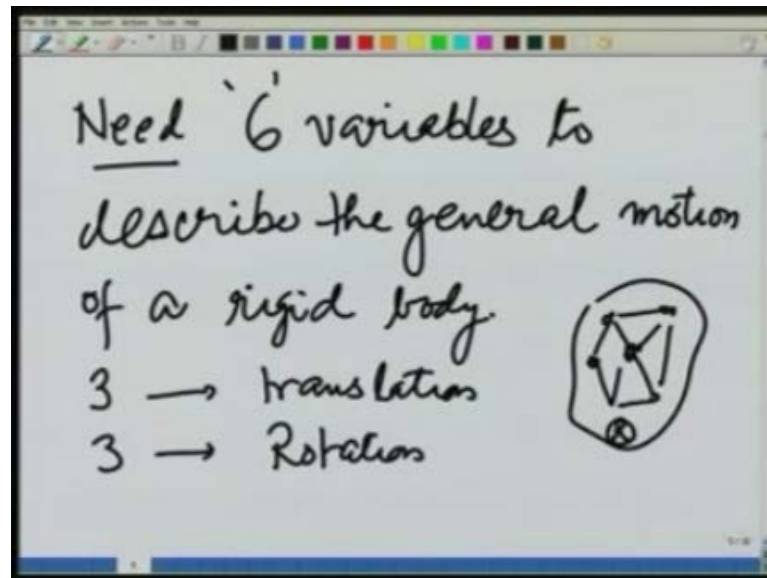 Need '6' variables to
describe the general motion
of a rigid body.
3 → translation
3 → Rotation